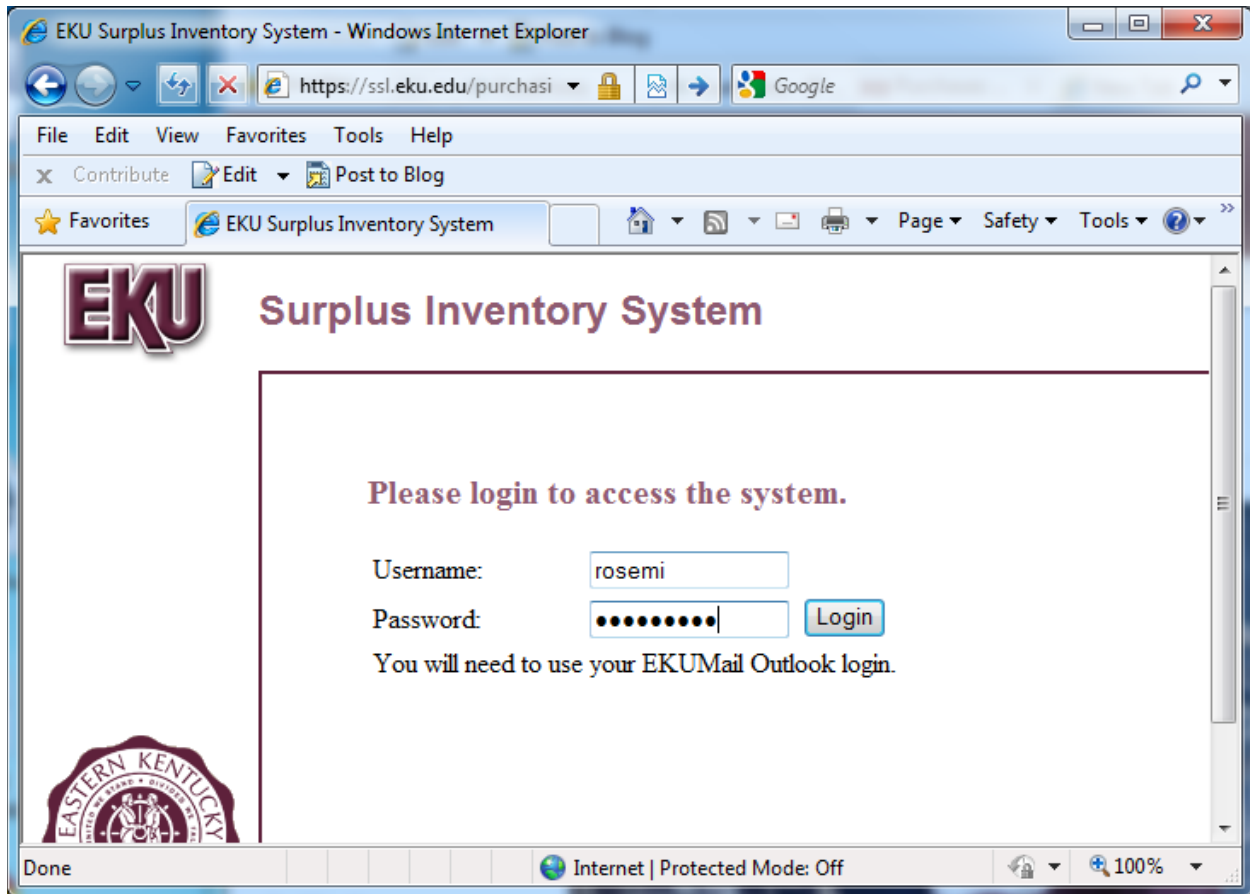 EKU Surplus Inventory System - Windows Internet Explorer
https://ssl.eku.edu/purchasi Google
File Edit View Favorites Tools Help
x Contribute Edit Post to Blog
Favorites EKU Surplus Inventory System Page Safety Tools »
EKU Surplus Inventory System
Please login to access the system.
Username: rosemi
Password: ●●●●●●●●● Login
You will need to use your EKUMail Outlook login.
EASTERN KENTUCKY
Done Internet | Protected Mode: Off 100%